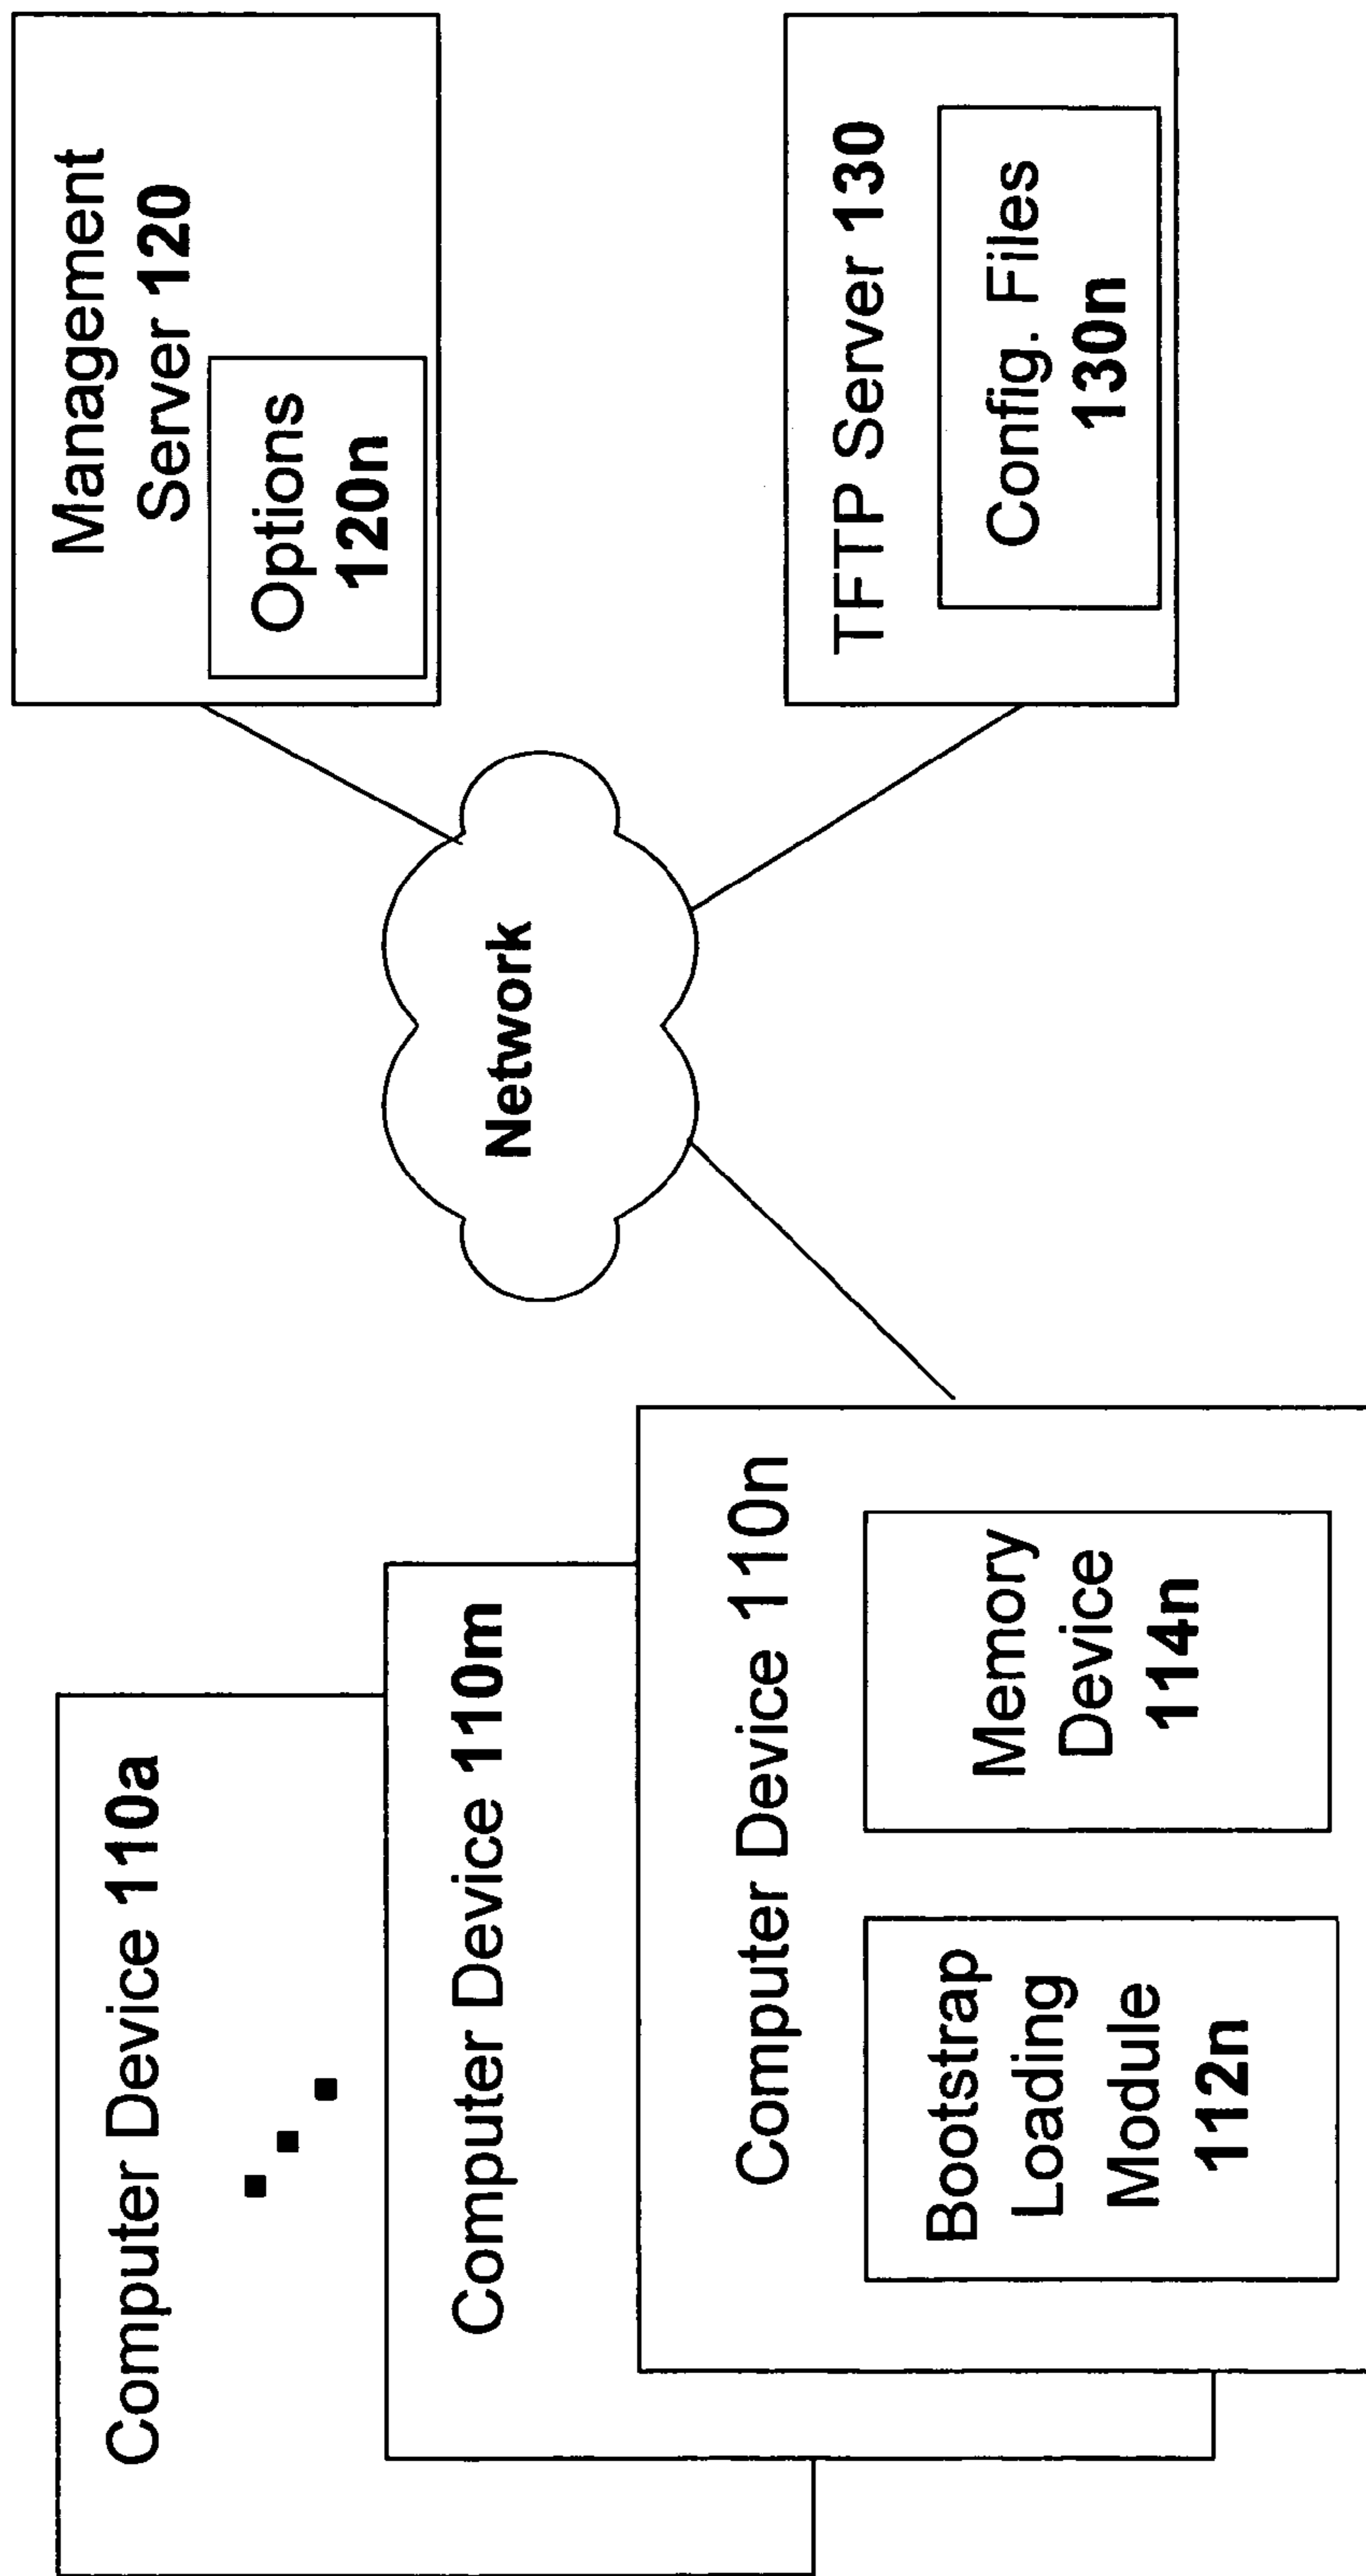 Computer Device 110a
Computer Device 110m
Computer Device 110n
Bootstrap
Loading
Module
112n
Memory
Device
114n
Network
Management
Server 120
Options
120n
TFTP Server 130
Config. Files
130n